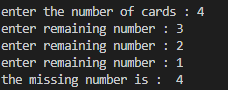 enter the number of cards : 4
enter remaining number : 3
enter remaining number : 2
enter remaining number : 1
the missing number is :  4